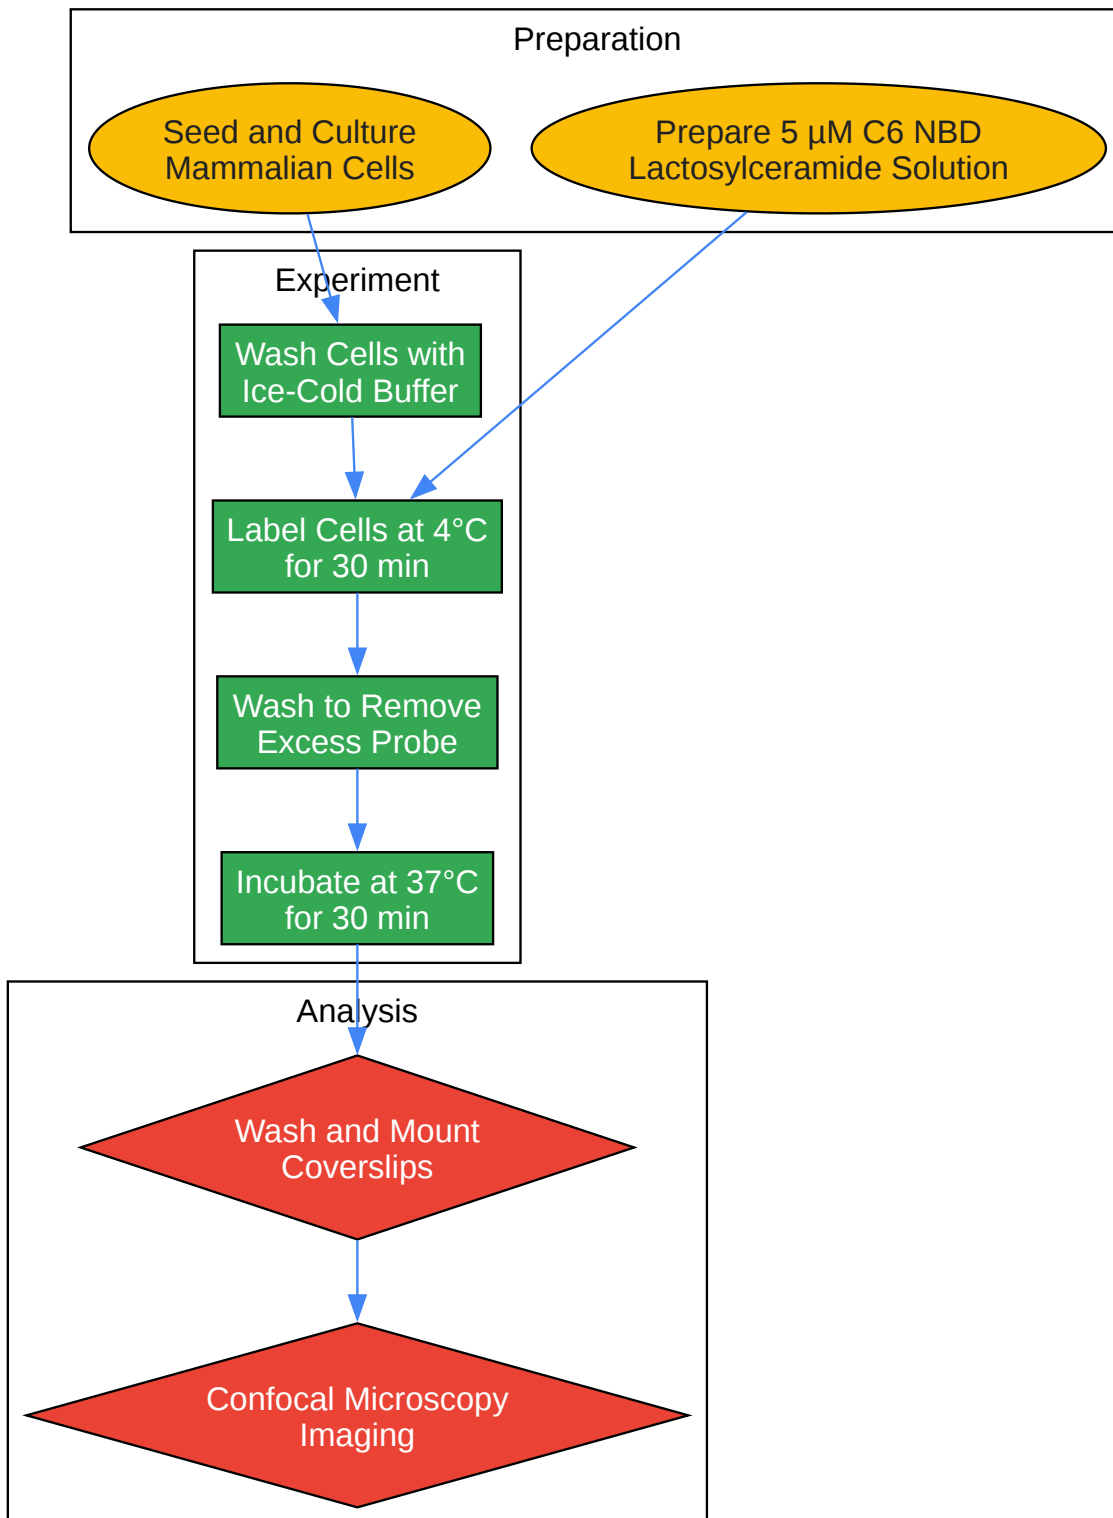 Preparation
Seed and Culture
Mammalian Cells
Prepare 5 µM C6 NBD
Lactosylceramide Solution
Experiment
Wash Cells with
Ice-Cold Buffer
Label Cells at 4°C
for 30 min
Wash to Remove
Excess Probe
Incubate at 37°C
for 30 min
Analysis
Wash and Mount
Coverslips
Confocal Microscopy
Imaging